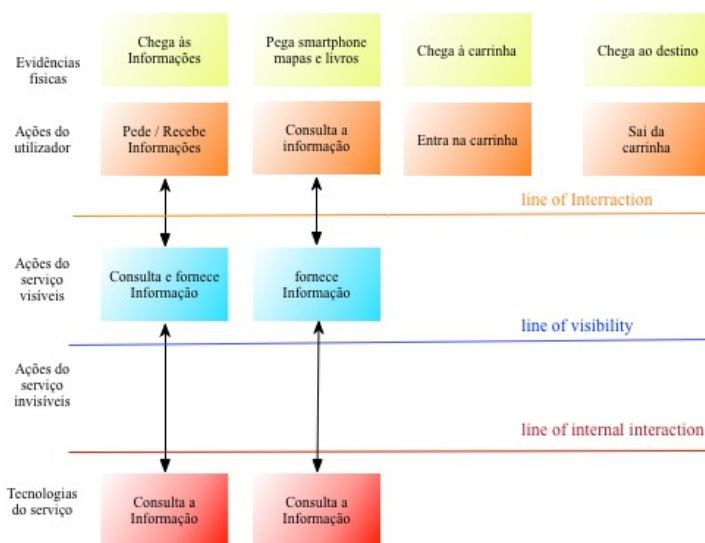 Evidências
físicas
Chega às
Informações
Pega smartphone
mapas e livros
Chega à carrinha
Chega ao destino
Ações do
utilizador
Pede / Recebe
Informações
Consulta a
informação
Entra na carrinha
Sai da
carrinha
line of Interraction
Ações do
serviço
visíveis
Consulta e fornece
Informação
fornece
Informação
line of visibility
Ações do
serviço
invisíveis
line of internal interaction
Tecnologias
do serviço
Consulta a
Informação
Consulta a
Informação